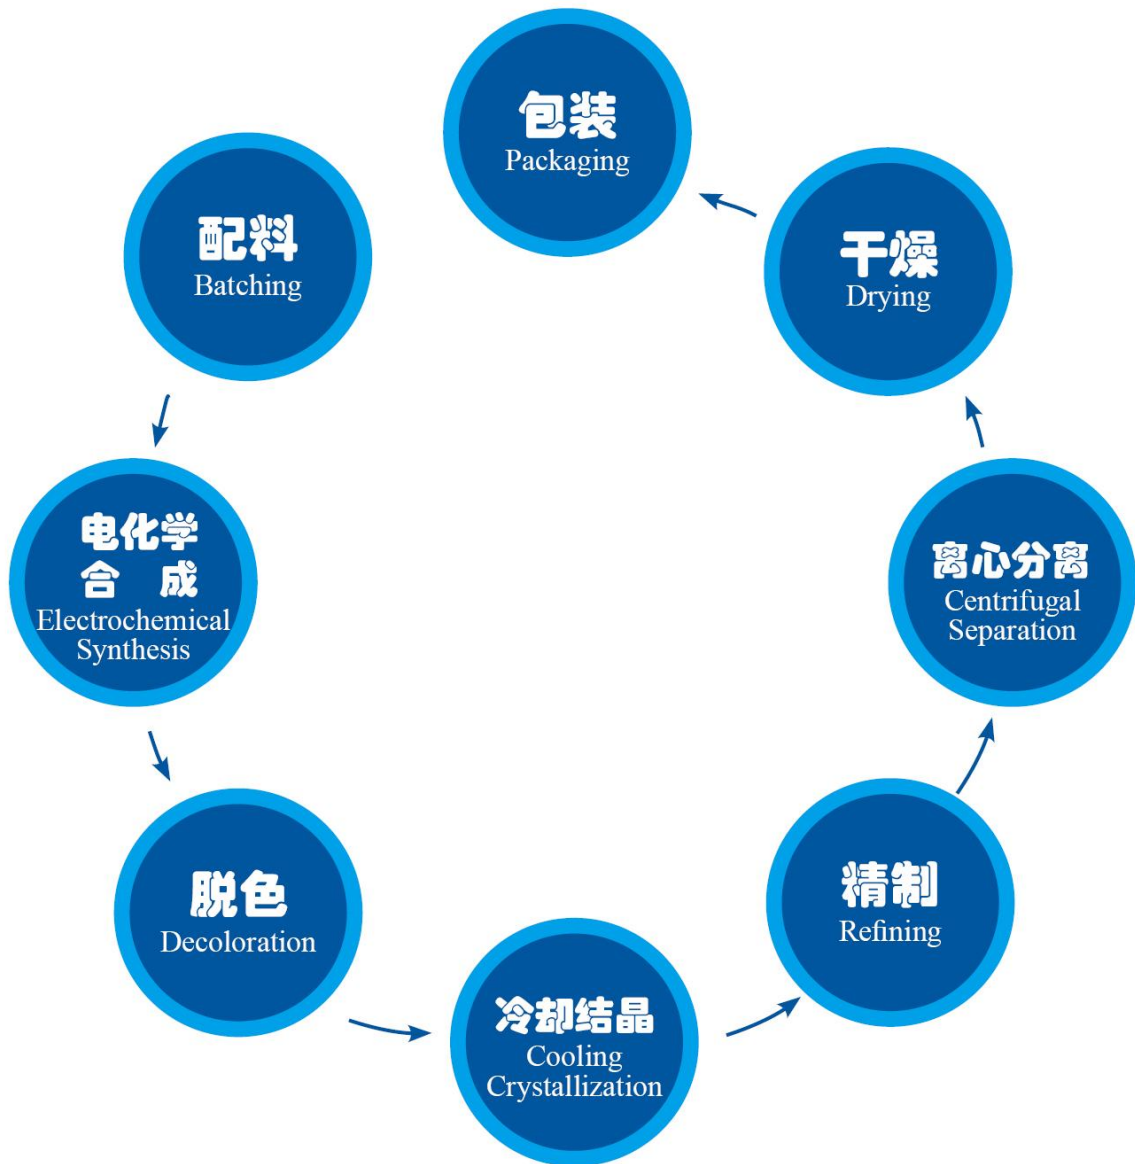 配料
Batching
电化学
合 成
Electrochemical
Synthesis
脱色
Decoloration
冷却结晶
Cooling
Crystallization
精制
Refining
离心分离
Centrifugal
Separation
干燥
Drying
包装
Packaging